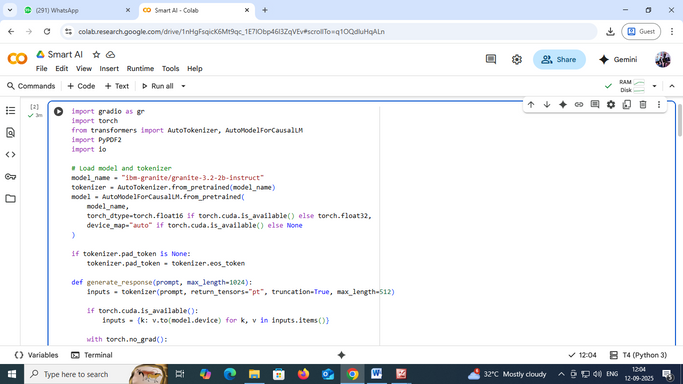 (291) WhatsApp
Smart AI - Colab
colab.research.google.com/drive/1nHgFsqicK6Mt9qc_1E7IObp46I3ZqVEv#scrollTo=q1OQdluHqALn
Guest
Smart AI
File Edit View Insert Runtime Tools Help
Share
Gemini
Commands + Code + Text Run all
RAM
Disk
[2]
3m
import gradio as gr
import torch
from transformers import AutoTokenizer, AutoModelForCausalLM
import PyPDF2
import io
# Load model and tokenizer
model_name = "ibm-granite/granite-3.2-2b-instruct"
tokenizer = AutoTokenizer.from_pretrained(model_name)
model = AutoModelForCausalLM.from_pretrained(
model_name,
torch_dtype=torch.float16 if torch.cuda.is_available() else torch.float32,
device_map="auto" if torch.cuda.is_available() else None
)
if tokenizer.pad_token is None:
tokenizer.pad_token = tokenizer.eos_token
def generate_response(prompt, max_length=1024):
inputs = tokenizer(prompt, return_tensors="pt", truncation=True, max_length=512)
if torch.cuda.is_available():
inputs = {k: v.to(model.device) for k, v in inputs.items()}
with torch.no_grad():
Variables Terminal
12:04 T4 (Python 3)
Type here to search
32°C Mostly cloudy
ENG
12:04
12-09-2025